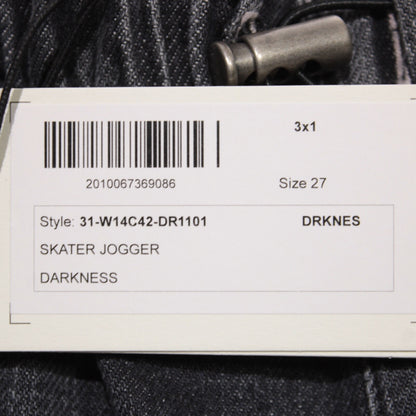 3x1
2010067369086 Size 27
Style: 31-W14C42-DR1101 DRKNES
SKATER JOGGER
DARKNESS